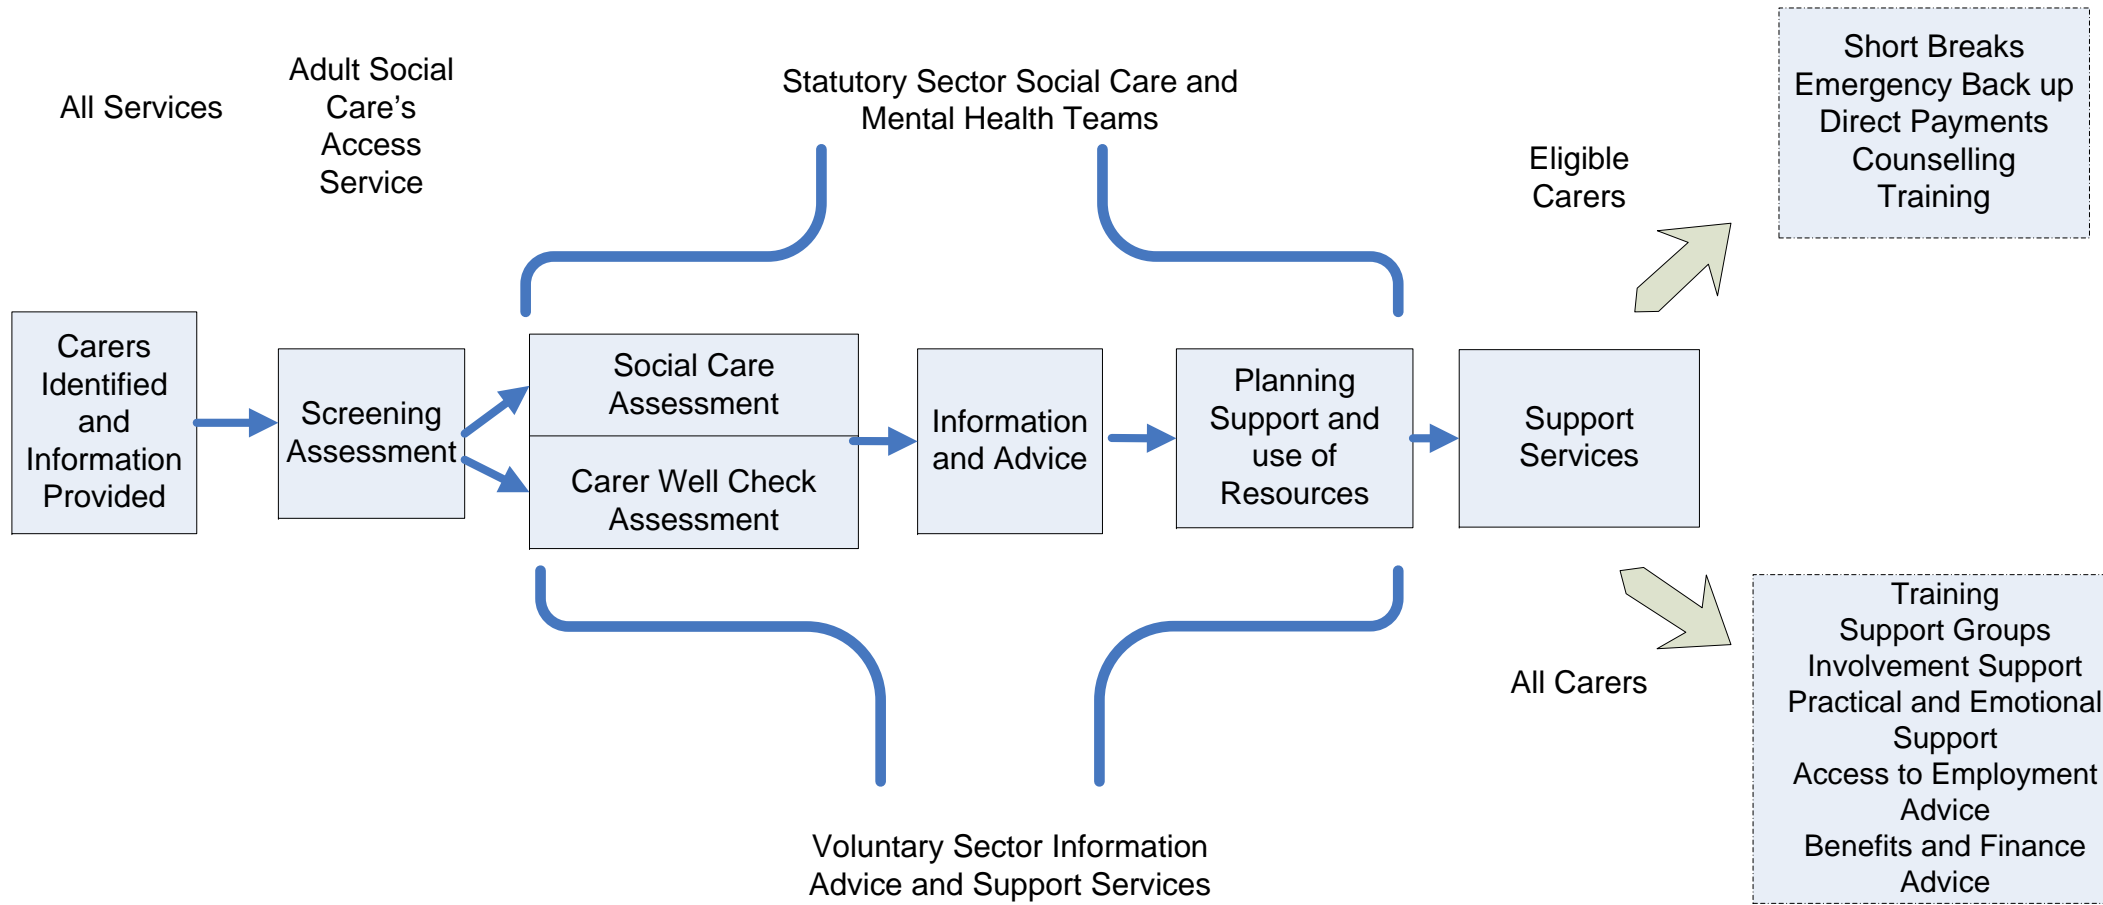 All Services
Adult Social
Care's
Access
Service
Statutory Sector Social Care and
Mental Health Teams
Eligible
Carers
Short Breaks
Emergency Back up
Direct Payments
Counselling
Training
Carers
Identified
and
Information
Provided
Screening
Assessment
Social Care
Assessment
Carer Well Check
Assessment
Information
and Advice
Planning
Support and
use of
Resources
Support
Services
All Carers
Training
Support Groups
Involvement Support
Practical and Emotional
Support
Access to Employment
Advice
Benefits and Finance
Advice
Voluntary Sector Information
Advice and Support Services